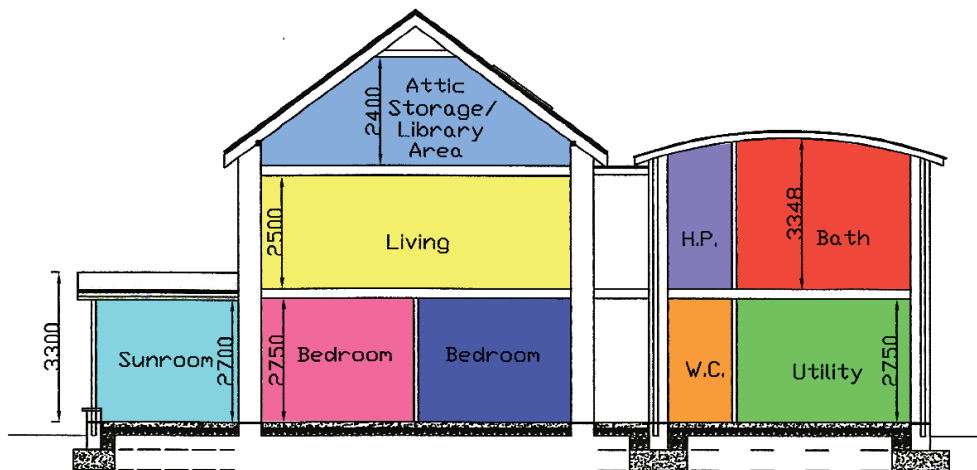 Attic
Storage/
Library
Area
2400
Living
2500
H.P.
3348
Bath
3300
Sunroom
2700
2750
Bedroom
Bedroom
W.C.
Utility
2750